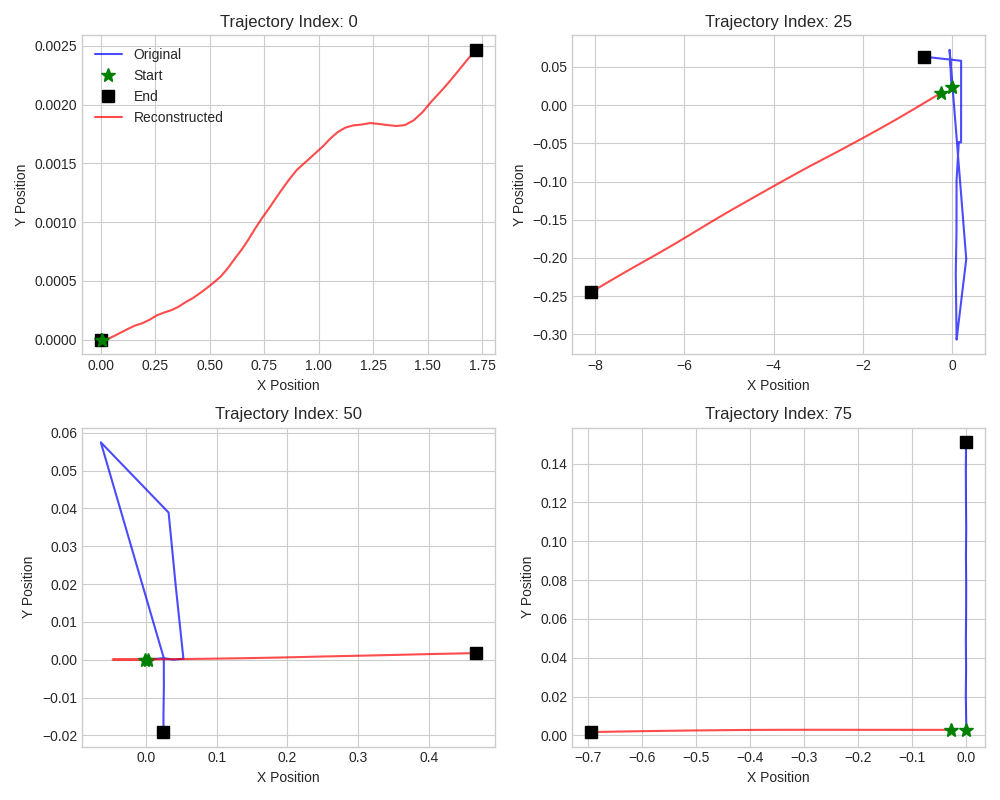 Trajectory Index: 0
Original
Start
End
Reconstructed
0.0025
0.0020
0.0015
0.0010
0.0005
0.0000
Y Position
0.00 0.25 0.50 0.75 1.00 1.25 1.50 1.75
X Position
Trajectory Index: 25
0.05
0.00
−0.05
−0.10
−0.15
−0.20
−0.25
−0.30
Y Position
−8 −6 −4 −2 0
X Position
Trajectory Index: 50
0.06
0.05
0.04
0.03
0.02
0.01
0.00
−0.01
−0.02
Y Position
0.0 0.1 0.2 0.3 0.4
X Position
Trajectory Index: 75
0.14
0.12
0.10
0.08
0.06
0.04
0.02
0.00
Y Position
−0.7 −0.6 −0.5 −0.4 −0.3 −0.2 −0.1 0.0
X Position